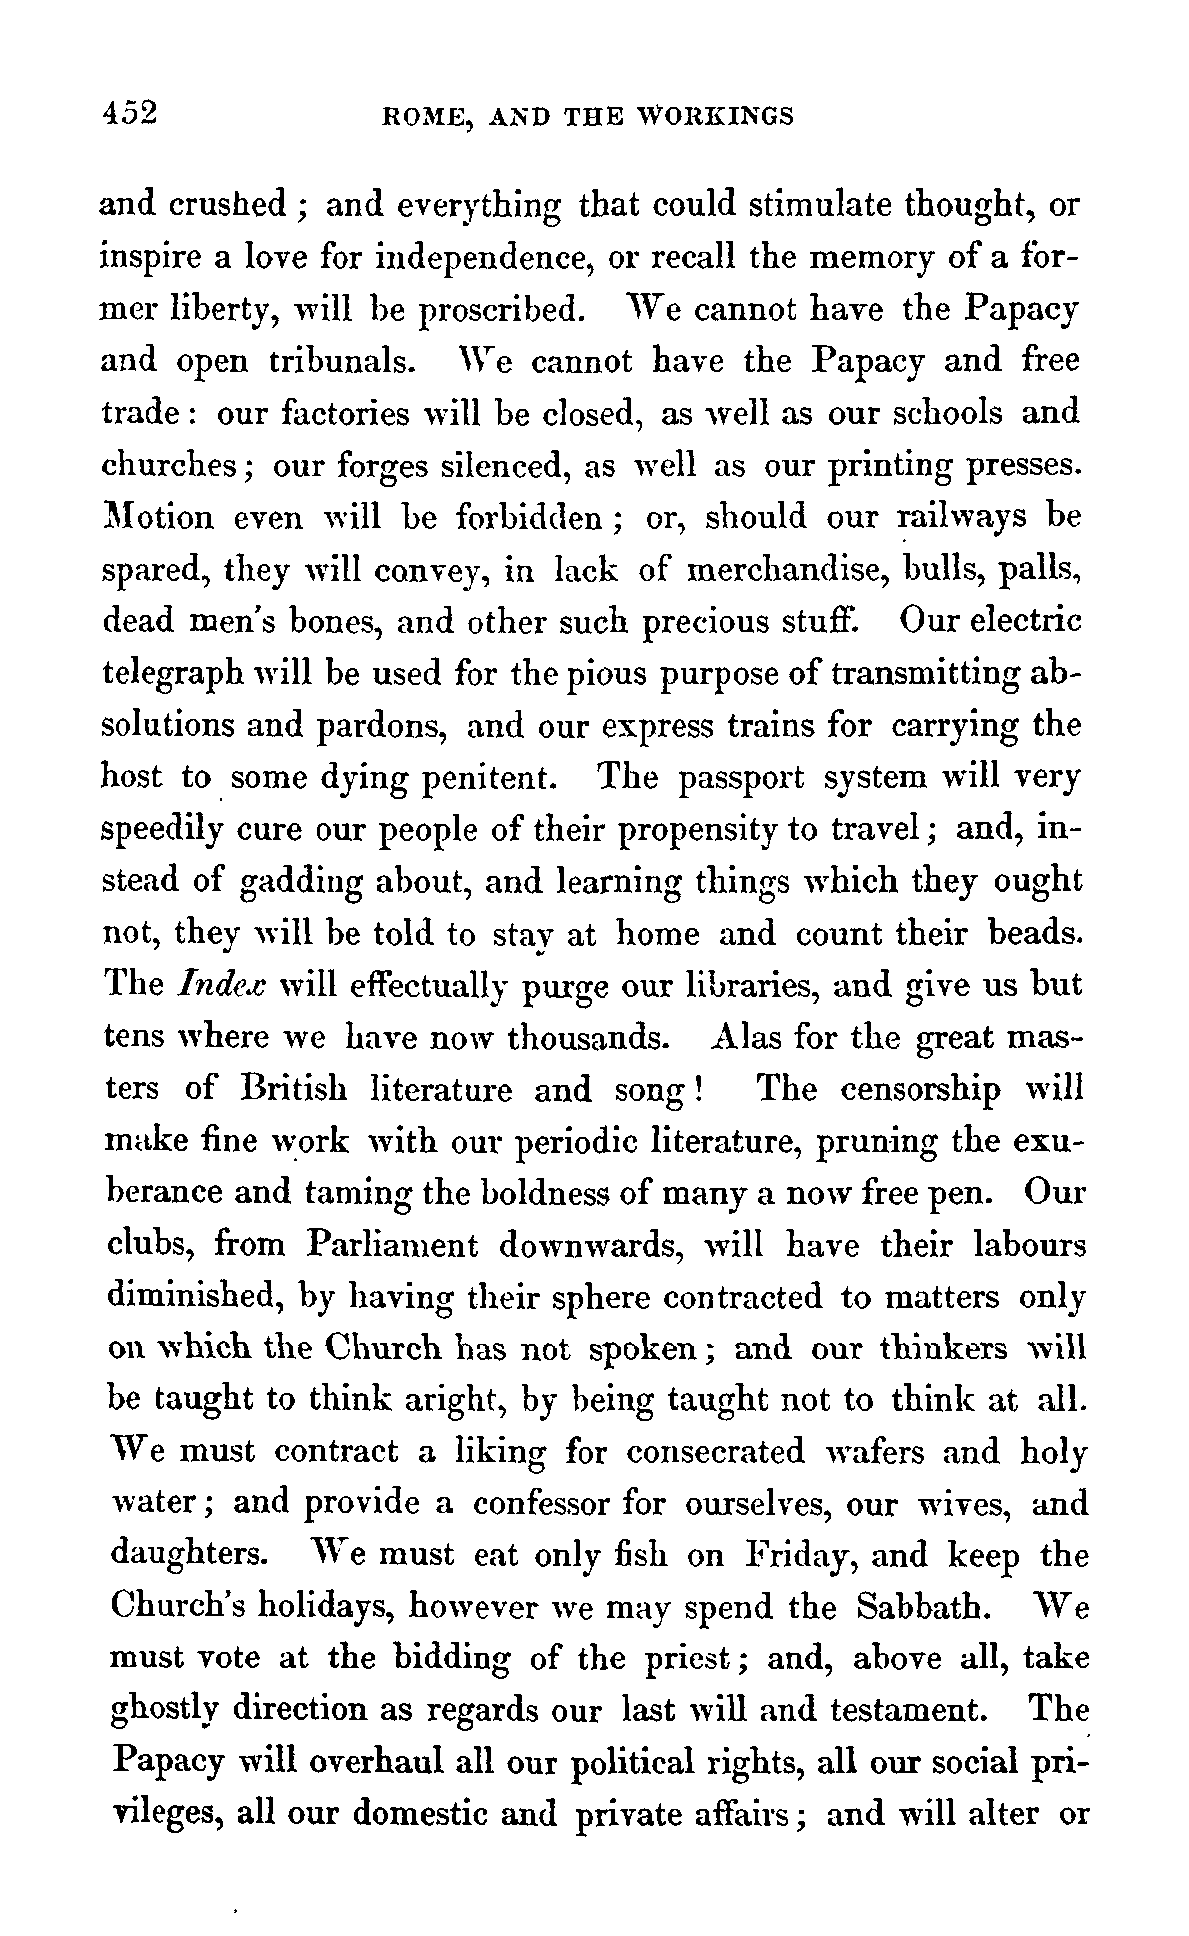 452 ROME, AND THE WORKINGS
and crushed ; and everything that could stimulate thought, or
inspire a love for independence, or recall the memory of a for-
mer liberty, will be proscribed. We cannot have the Papacy
and open tribunals. We cannot have the Papacy and free
trade : our factories will be closed, as well as our schools and
churches ; our forges silenced, as well as our printing presses.
Motion even will be forbidden ; or, should our railways be
spared, they will convey, in lack of merchandise, bulls, palls,
dead men's bones, and other such precious stuff. Our electric
telegraph will be used for the pious purpose of transmitting ab-
solutions and pardons, and our express trains for carrying the
host to some dying penitent. The passport system will very
speedily cure our people of their propensity to travel ; and, in-
stead of gadding about, and learning things which they ought
not, they will be told to stay at home and count their beads.
The Index will effectually purge our libraries, and give us but
tens where we have now thousands. Alas for the great mas-
ters of British literature and song ! The censorship will
make fine work with our periodic literature, pruning the exu-
berance and taming the boldness of many a now free pen. Our
clubs, from Parliament downwards, will have their labours
diminished, by having their sphere contracted to matters only
on which the Church has not spoken ; and our thinkers will
be taught to think aright, by being taught not to think at all.
We must contract a liking for consecrated wafers and holy
water ; and provide a confessor for ourselves, our wives, and
daughters. We must eat only fish on Friday, and keep the
Church's holidays, however we may spend the Sabbath. We
must vote at the bidding of the priest ; and, above all, take
ghostly direction as regards our last will and testament. The
Papacy will overhaul all our political rights, all our social pri-
vileges, all our domestic and private affairs ; and will alter or